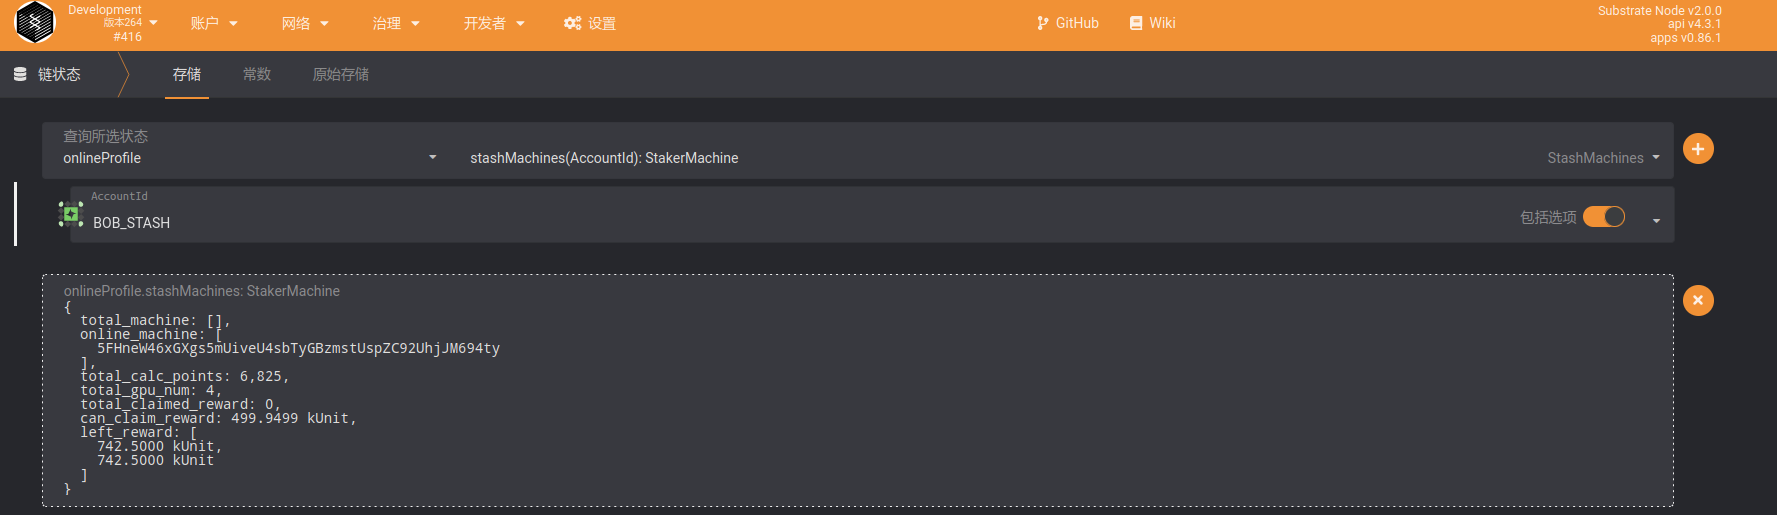 Development
版本264
#416
账户
网络
治理
开发者
设置
GitHub
Wiki
Substrate Node v2.0.0
api v4.3.1
apps v0.86.1
链状态
存储
常数
原始存储
查询所选状态
onlineProfile
stashMachines(AccountId): StakerMachine
StashMachines
AccountId
BOB_STASH
包括选项
onlineProfile.stashMachines: StakerMachine
{
total_machine: [],
online_machine: [
5FHneW46xGXgs5mUiveU4sbTyGBzmstUspZC92UhjJM694ty
],
total_calc_points: 6,825,
total_gpu_num: 4,
total_claimed_reward: 0,
can_claim_reward: 499.9499 kUnit,
left_reward: [
742.5000 kUnit,
742.5000 kUnit
]
}